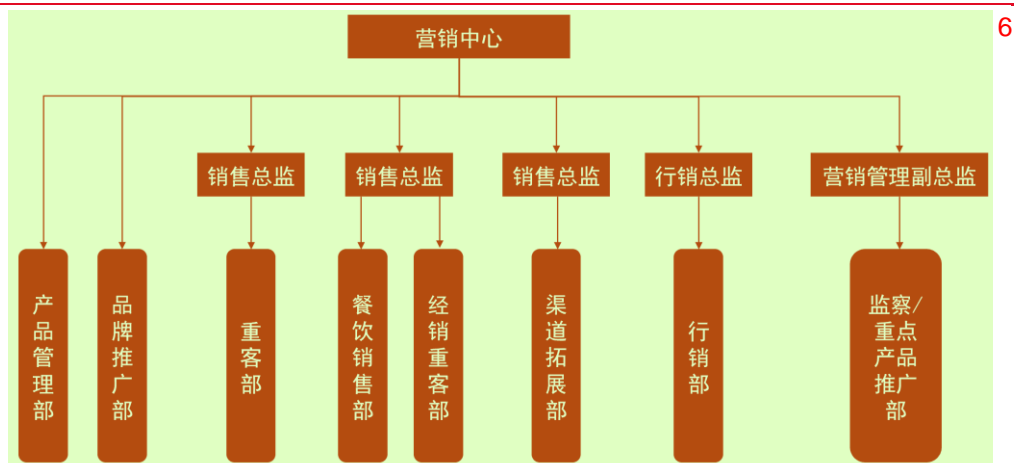 6
营销中心
销售总监
销售总监
销售总监
行销总监
营销管理副总监
产品管理部
品牌推广部
重客部
餐饮销售部
经销重客部
渠道拓展部
行销部
监察/
重点
产品
推广
部